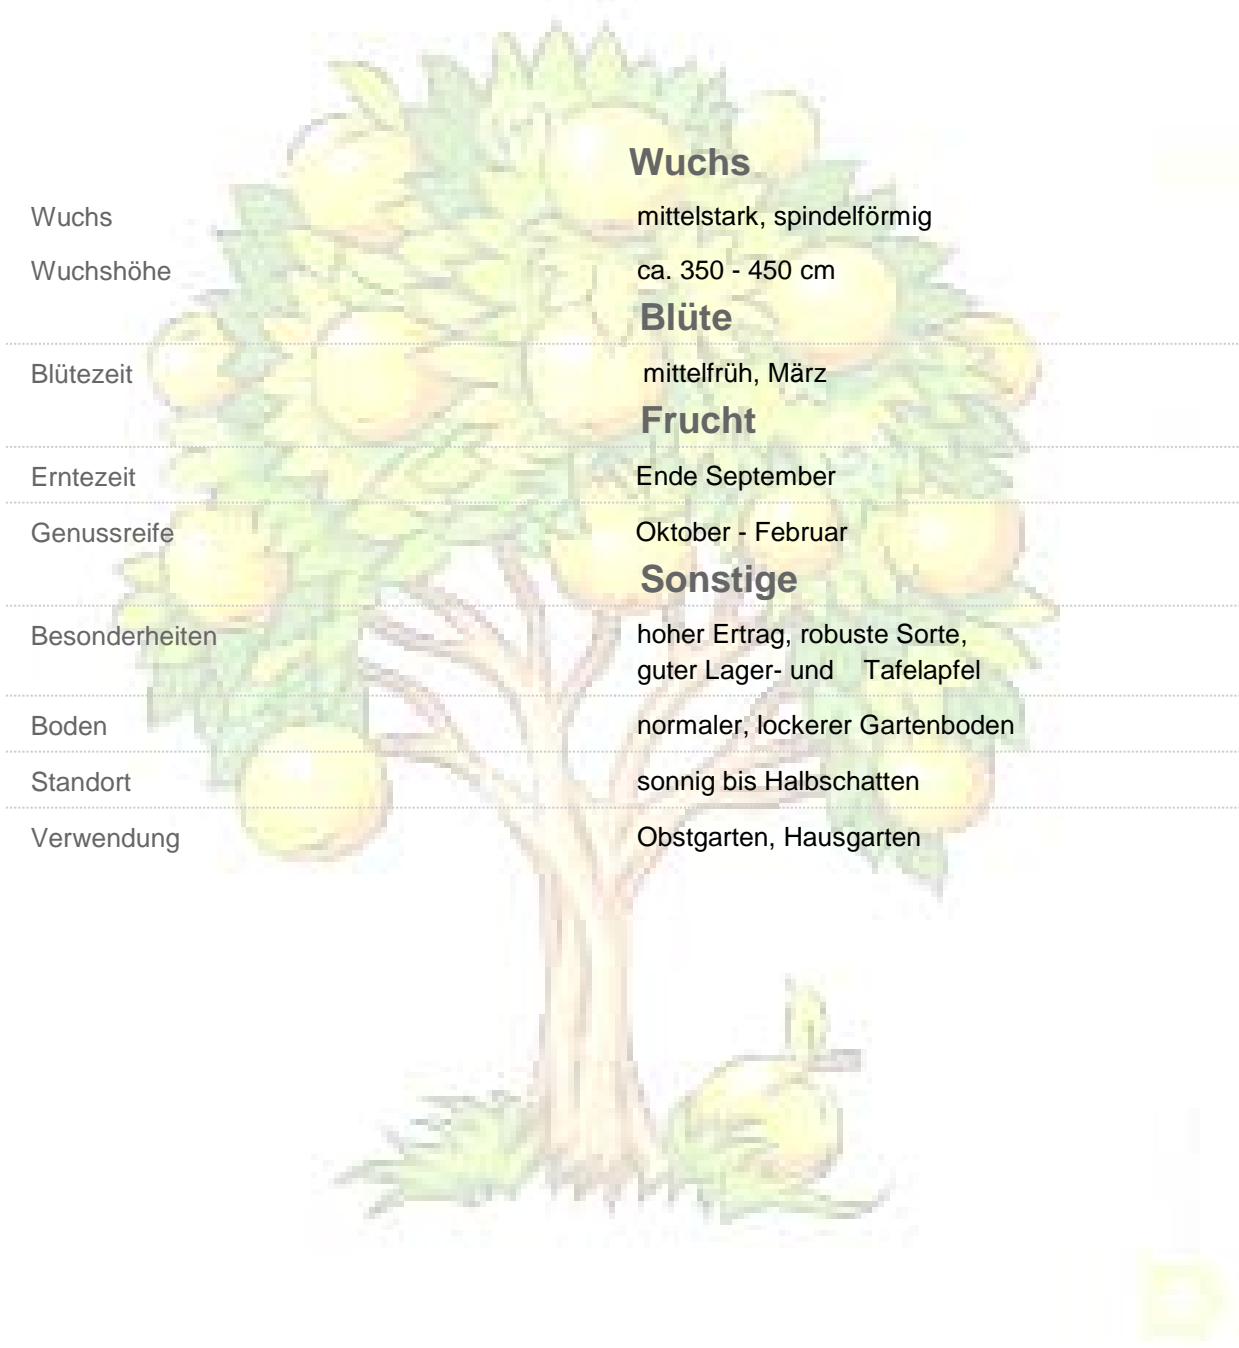 Wuchs
Wuchs mittelstark, spindelförmig
Wuchshöhe ca. 350 - 450 cm
Blüte
Blütezeit mittelfrüh, März
Frucht
Erntezeit Ende September
Genussreife Oktober - Februar
Sonstige
Besonderheiten hoher Ertrag, robuste Sorte,
guter Lager- und Tafelapfel
Boden normaler, lockerer Gartenboden
Standort sonnig bis Halbschatten
Verwendung Obstgarten, Hausgarten